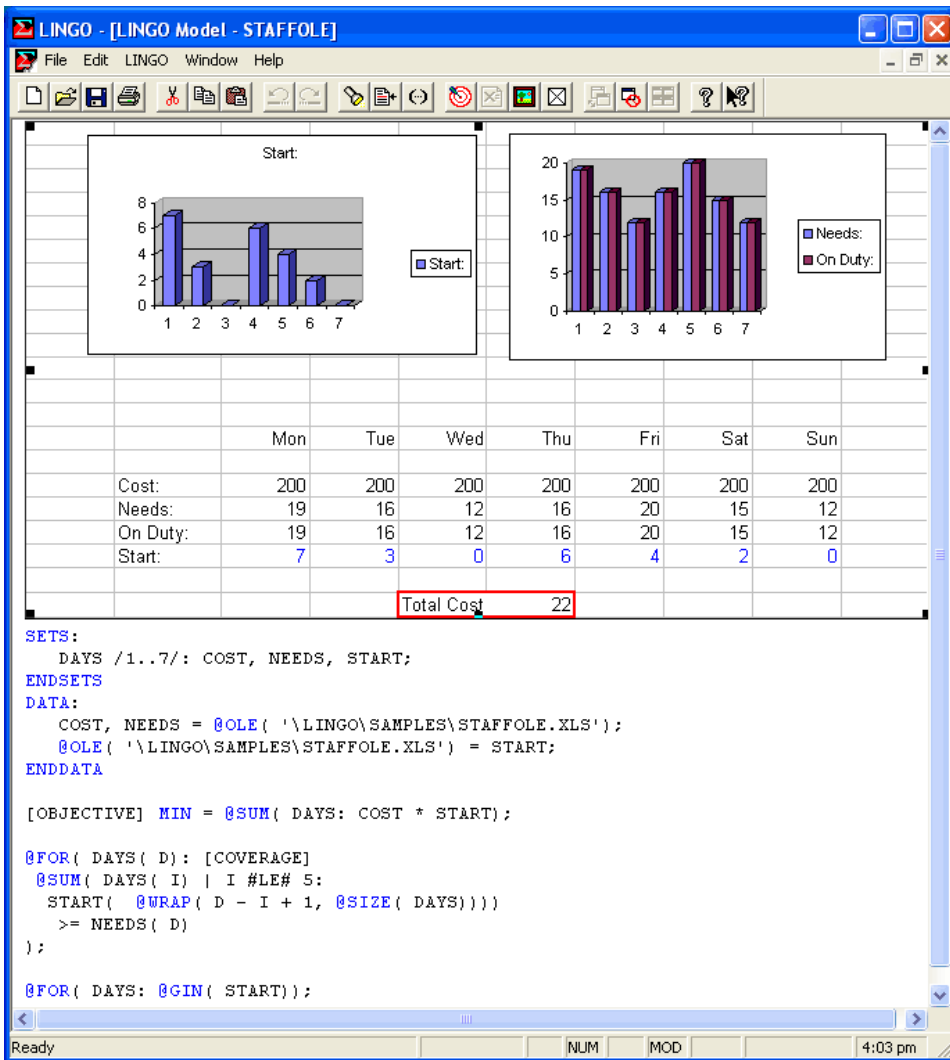 LINGO - [LINGO Model - STAFFOLE]
File Edit LINGO Window Help
Start:
8
6
4
2
0
1 2 3 4 5 6 7
Start:
20
15
10
5
0
1 2 3 4 5 6 7
Needs:
On Duty:
Mon Tue Wed Thu Fri Sat Sun
Cost: 200 200 200 200 200 200 200
Needs: 19 16 12 16 20 15 12
On Duty: 19 16 12 16 20 15 12
Start: 7 3 0 6 4 2 0
Total Cost 22
SETS:
DAYS /1..7/: COST, NEEDS, START;
ENDSETS
DATA:
COST, NEEDS = @OLE( '\LINGO\SAMPLES\STAFFOLE.XLS');
@OLE( '\LINGO\SAMPLES\STAFFOLE.XLS') = START;
ENDDATA
[OBJECTIVE] MIN = @SUM( DAYS: COST * START);
@FOR( DAYS( D): [COVERAGE]
@SUM( DAYS( I) | I #LE# 5:
START( @WRAP( D - I + 1, @SIZE( DAYS))))
>= NEEDS( D)
);
@FOR( DAYS: @GIN( START));
Ready NUM MOD 4:03 pm